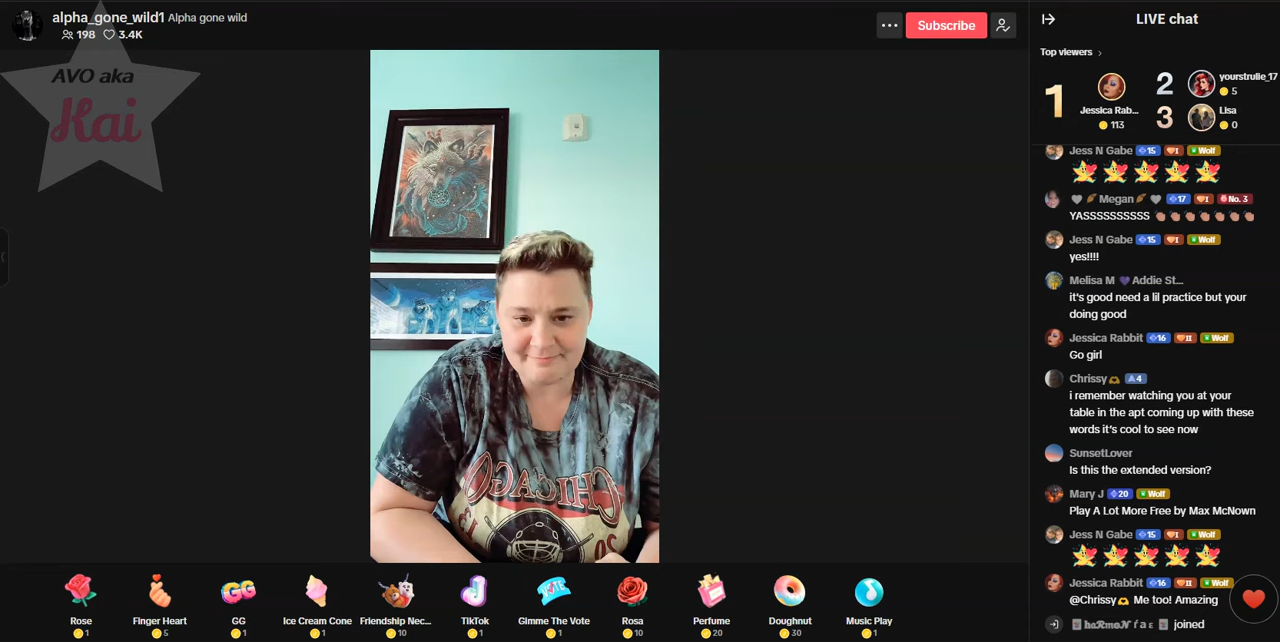 alpha_gone_wild1 Alpha gone wild
198 3.4K
Subscribe
AVO aka
Kai
CHICAGO
LIVE chat
Top viewers
1
Jessica Rab...
113
2
yourstrulie_17
5
3
Lisa
0
Jess N Gabe 15 I Wolf
Megan 17 I No. 3
YASSSSSSSSSS
Jess N Gabe 15 I Wolf
yes!!!!
Melisa M Addie St...
it's good need a lil practice but your
doing good
Jessica Rabbit 16 II Wolf
Go girl
Chrissy 4
i remember watching you at your
table in the apt coming up with these
words it's cool to see now
SunsetLover
Is this the extended version?
Mary J 20 Wolf
Play A Lot More Free by Max McNown
Jess N Gabe 15 I Wolf
Jessica Rabbit 16 II Wolf
@Chrissy Me too! Amazing
joined
GG
Rose
1
Finger Heart
5
GG
1
Ice Cream Cone
1
Friendship Nec...
10
TikTok
1
Gimme The Vote
1
Rosa
10
Perfume
20
Doughnut
30
Music Play
1